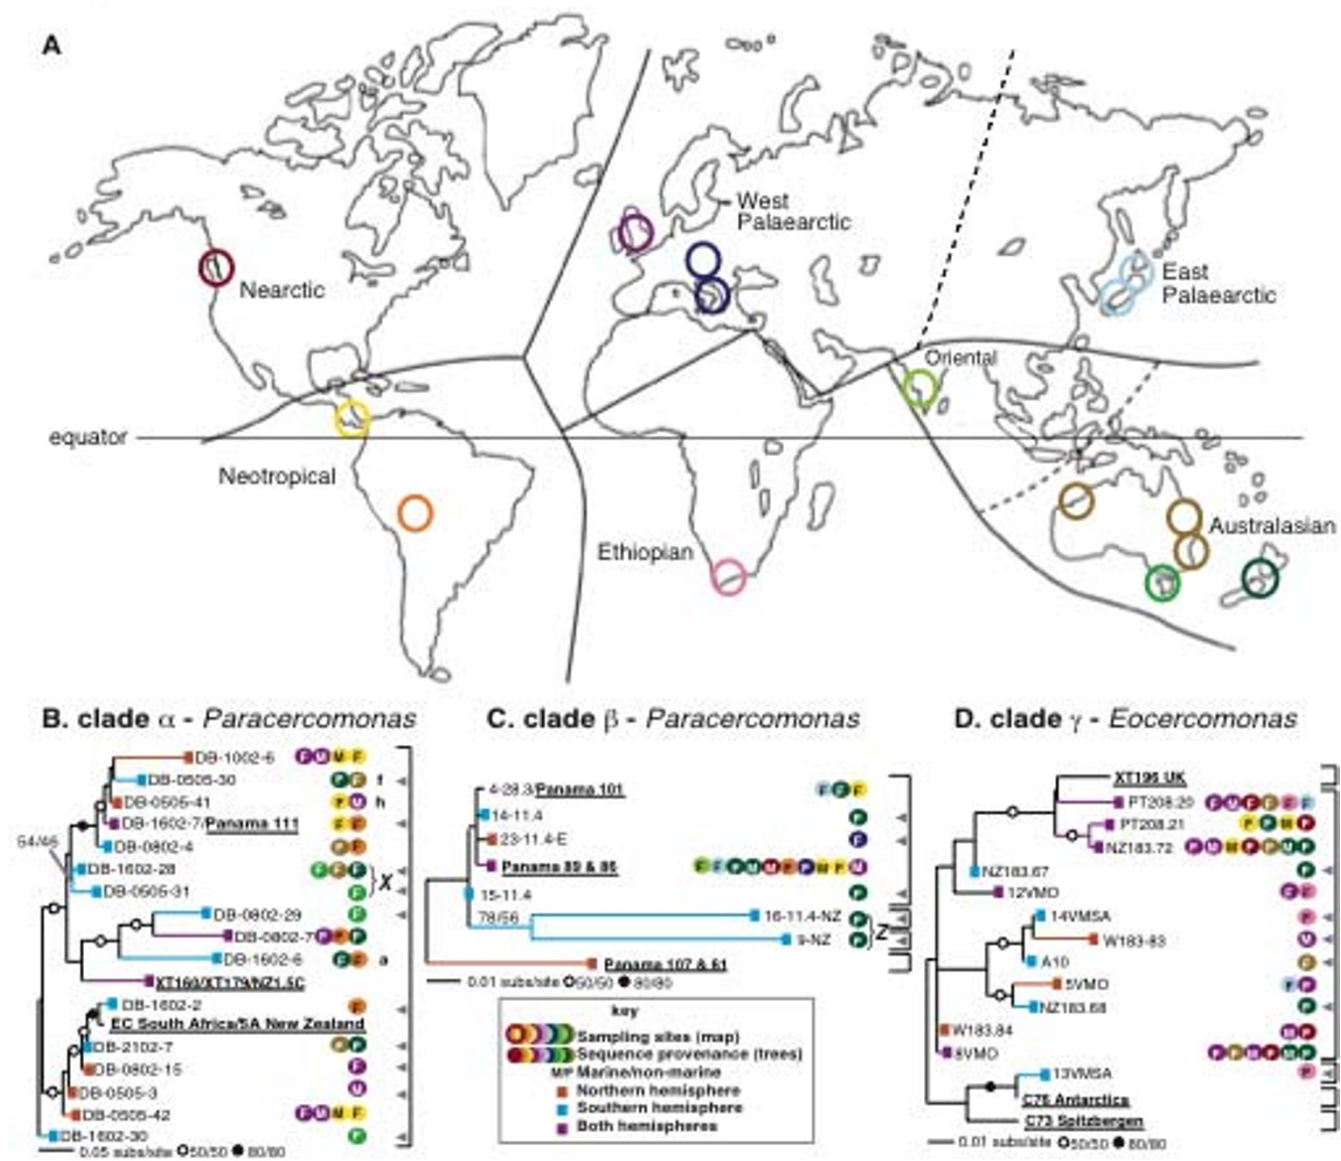 A
West
Palaearctic
Nearctic
East
Palaearctic
Oriental
equator
Neotropical
Ethiopian
Australasian
B. clade α - Paracercomonas
DB-1002-6
DB-0505-30
f
DB-0505-41
h
DB-1602-7/Panama 111
DB-0802-4
54/46
DB-1602-28
χ
DB-0505-31
DB-0802-29
DB-0802-7
DB-1602-6
a
XT160/XT179/NZ1.5C
DB-1602-2
EC South Africa/5A New Zealand
DB-2102-7
DB-0802-15
DB-0505-3
DB-0505-42
DB-1602-30
0.05 subs/site 50/50 80/80
C. clade β - Paracercomonas
4-28.3/Panama 101
14-11.4
23-11.4-E
Panama 89 & 86
15-11.4
78/56
16-11.4-NZ
Z
9-NZ
Panama 107 & 61
0.01 subs/site 50/50 80/80
key
Sampling sites (map)
Sequence provenance (trees)
M/P Marine/non-marine
Northern hemisphere
Southern hemisphere
Both hemispheres
D. clade γ - Eocercomonas
XT196 UK
PT208.20
PT208.21
NZ183.72
NZ183.67
12VMO
14VMSA
W183-83
A10
5VMO
NZ183.68
W183.84
8VMO
13VMSA
C76 Antarctica
C73 Spitzbergen
0.01 subs/site 50/50 80/80